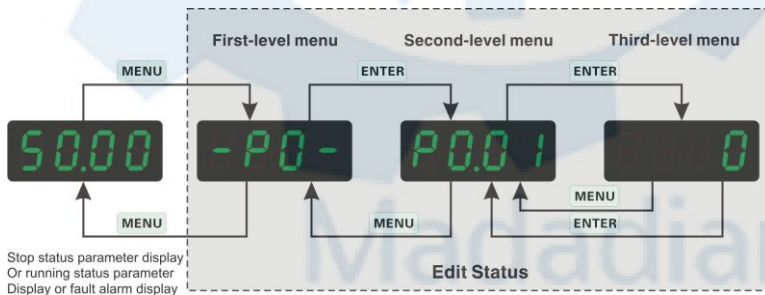 First-level menu
Second-level menu
Third-level menu
MENU
ENTER
ENTER
50.00
-P0-
P0.01
0
MENU
MENU
MENU
ENTER
Stop status parameter display
Or running status parameter
Display or fault alarm display
Edit Status
Madadian